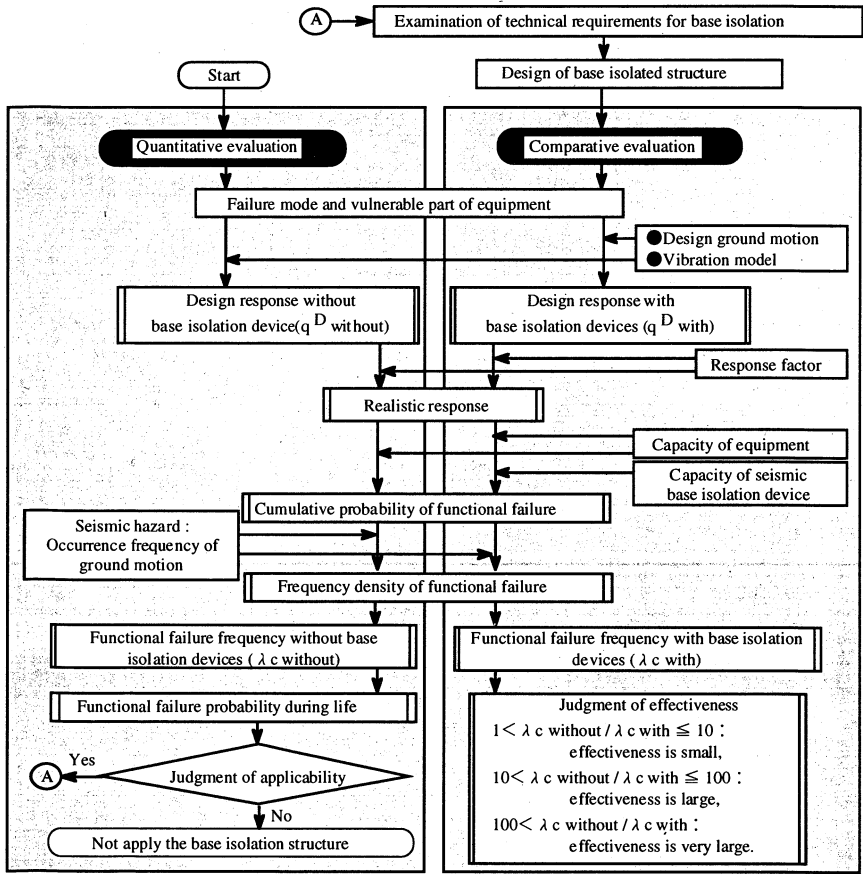 A
Examination of technical requirements for base isolation
Start
Design of base isolated structure
Quantitative evaluation
Comparative evaluation
Failure mode and vulnerable part of equipment
●Design ground motion
●Vibration model
Design response without
base isolation device(q D without)
Design response with
base isolation devices (q D with)
Response factor
Realistic response
Capacity of equipment
Capacity of seismic
base isolation device
Cumulative probability of functional failure
Seismic hazard :
Occurrence frequency of
ground motion
Frequency density of functional failure
Functional failure frequency without base
isolation devices ( λ c without)
Functional failure frequency with base isolation
devices ( λ c with)
Functional failure probability during life
Judgment of effectiveness
1< λ c without / λ c with ≦ 10 :
effectiveness is small,
10< λ c without / λ c with ≦ 100 :
effectiveness is large,
100< λ c without / λ c with :
effectiveness is very large.
Yes
A
Judgment of applicability
No
Not apply the base isolation structure